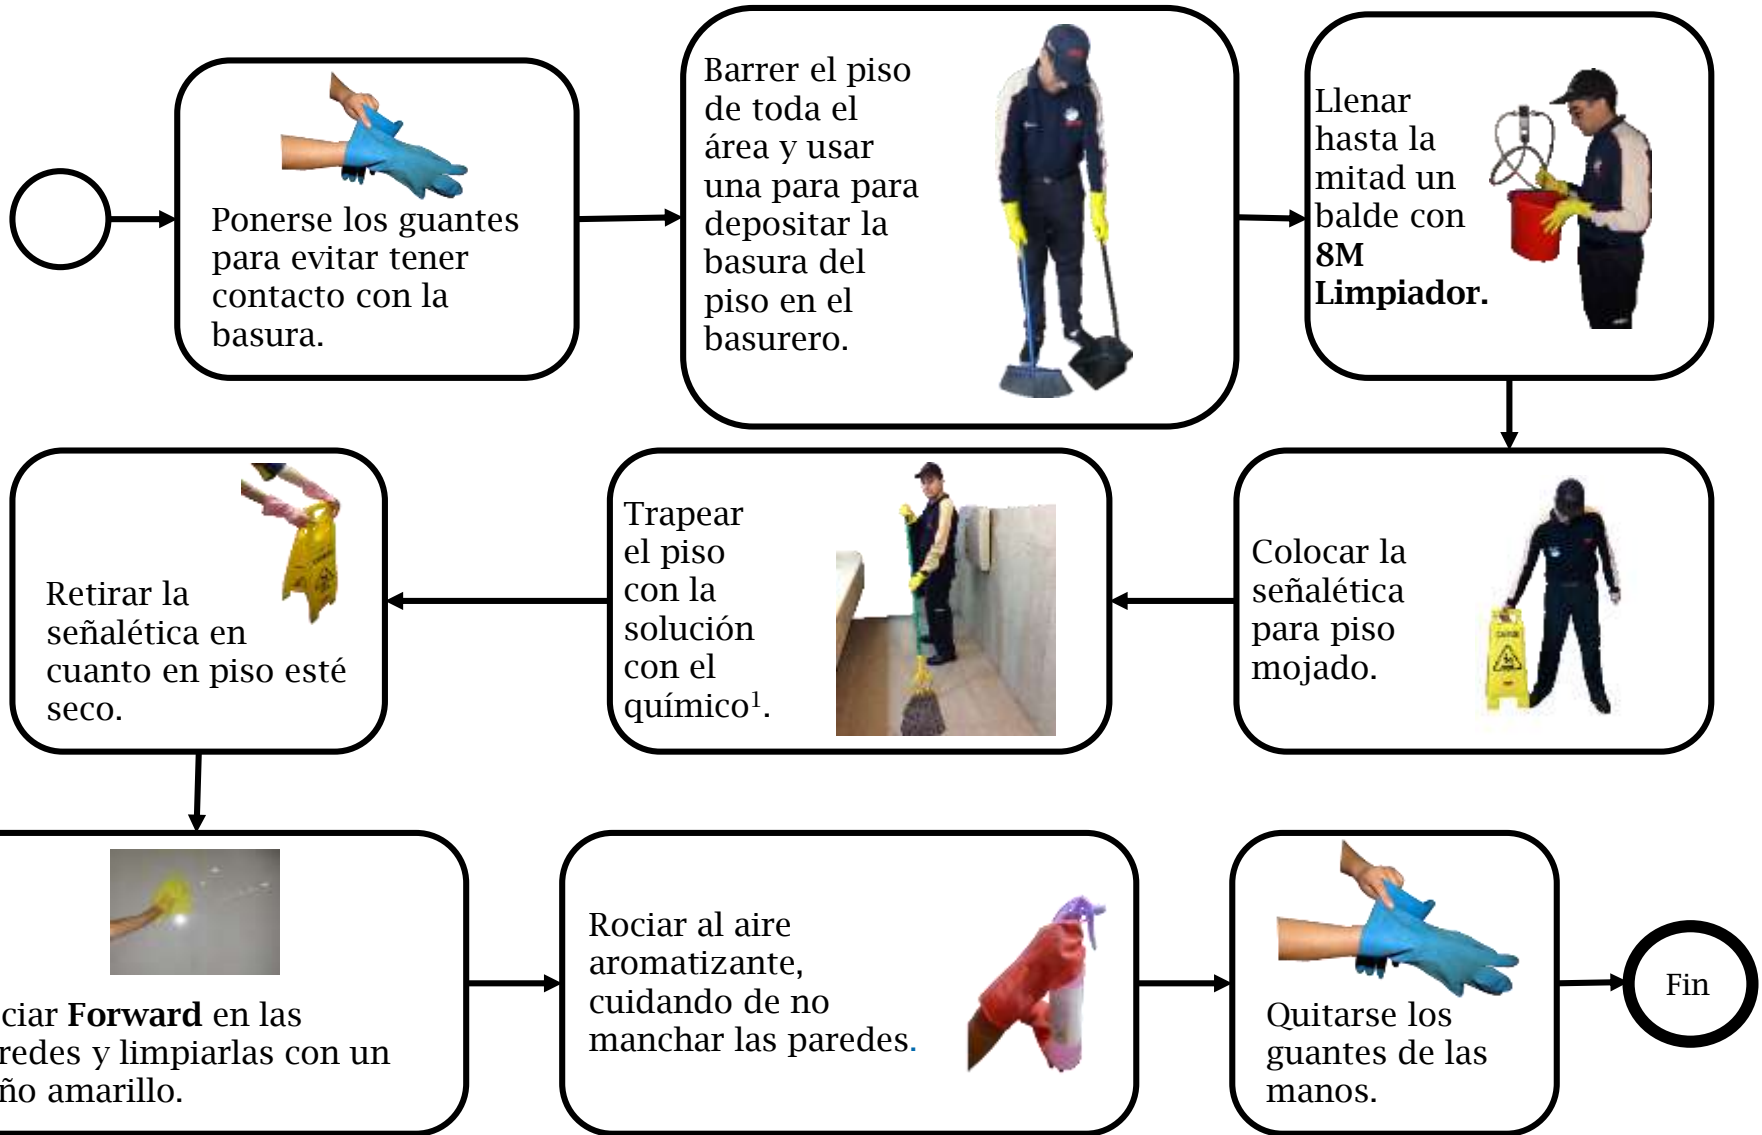 Ponerse los guantes
para evitar tener
contacto con la
basura.
Barrer el piso
de toda el
área y usar
una para para
depositar la
basura del
piso en el
basurero.
Llenar
hasta la
mitad un
balde con
8M
Limpiador.
Colocar la
señalética
para piso
mojado.
Trapear
el piso
con la
solución
con el
químico¹.
Retirar la
señalética en
cuanto en piso esté
seco.
ciar Forward en las
redes y limpiarlas con un
ño amarillo.
Rociar al aire
aromatizante,
cuidando de no
manchar las paredes.
Quitarse los
guantes de las
manos.
Fin